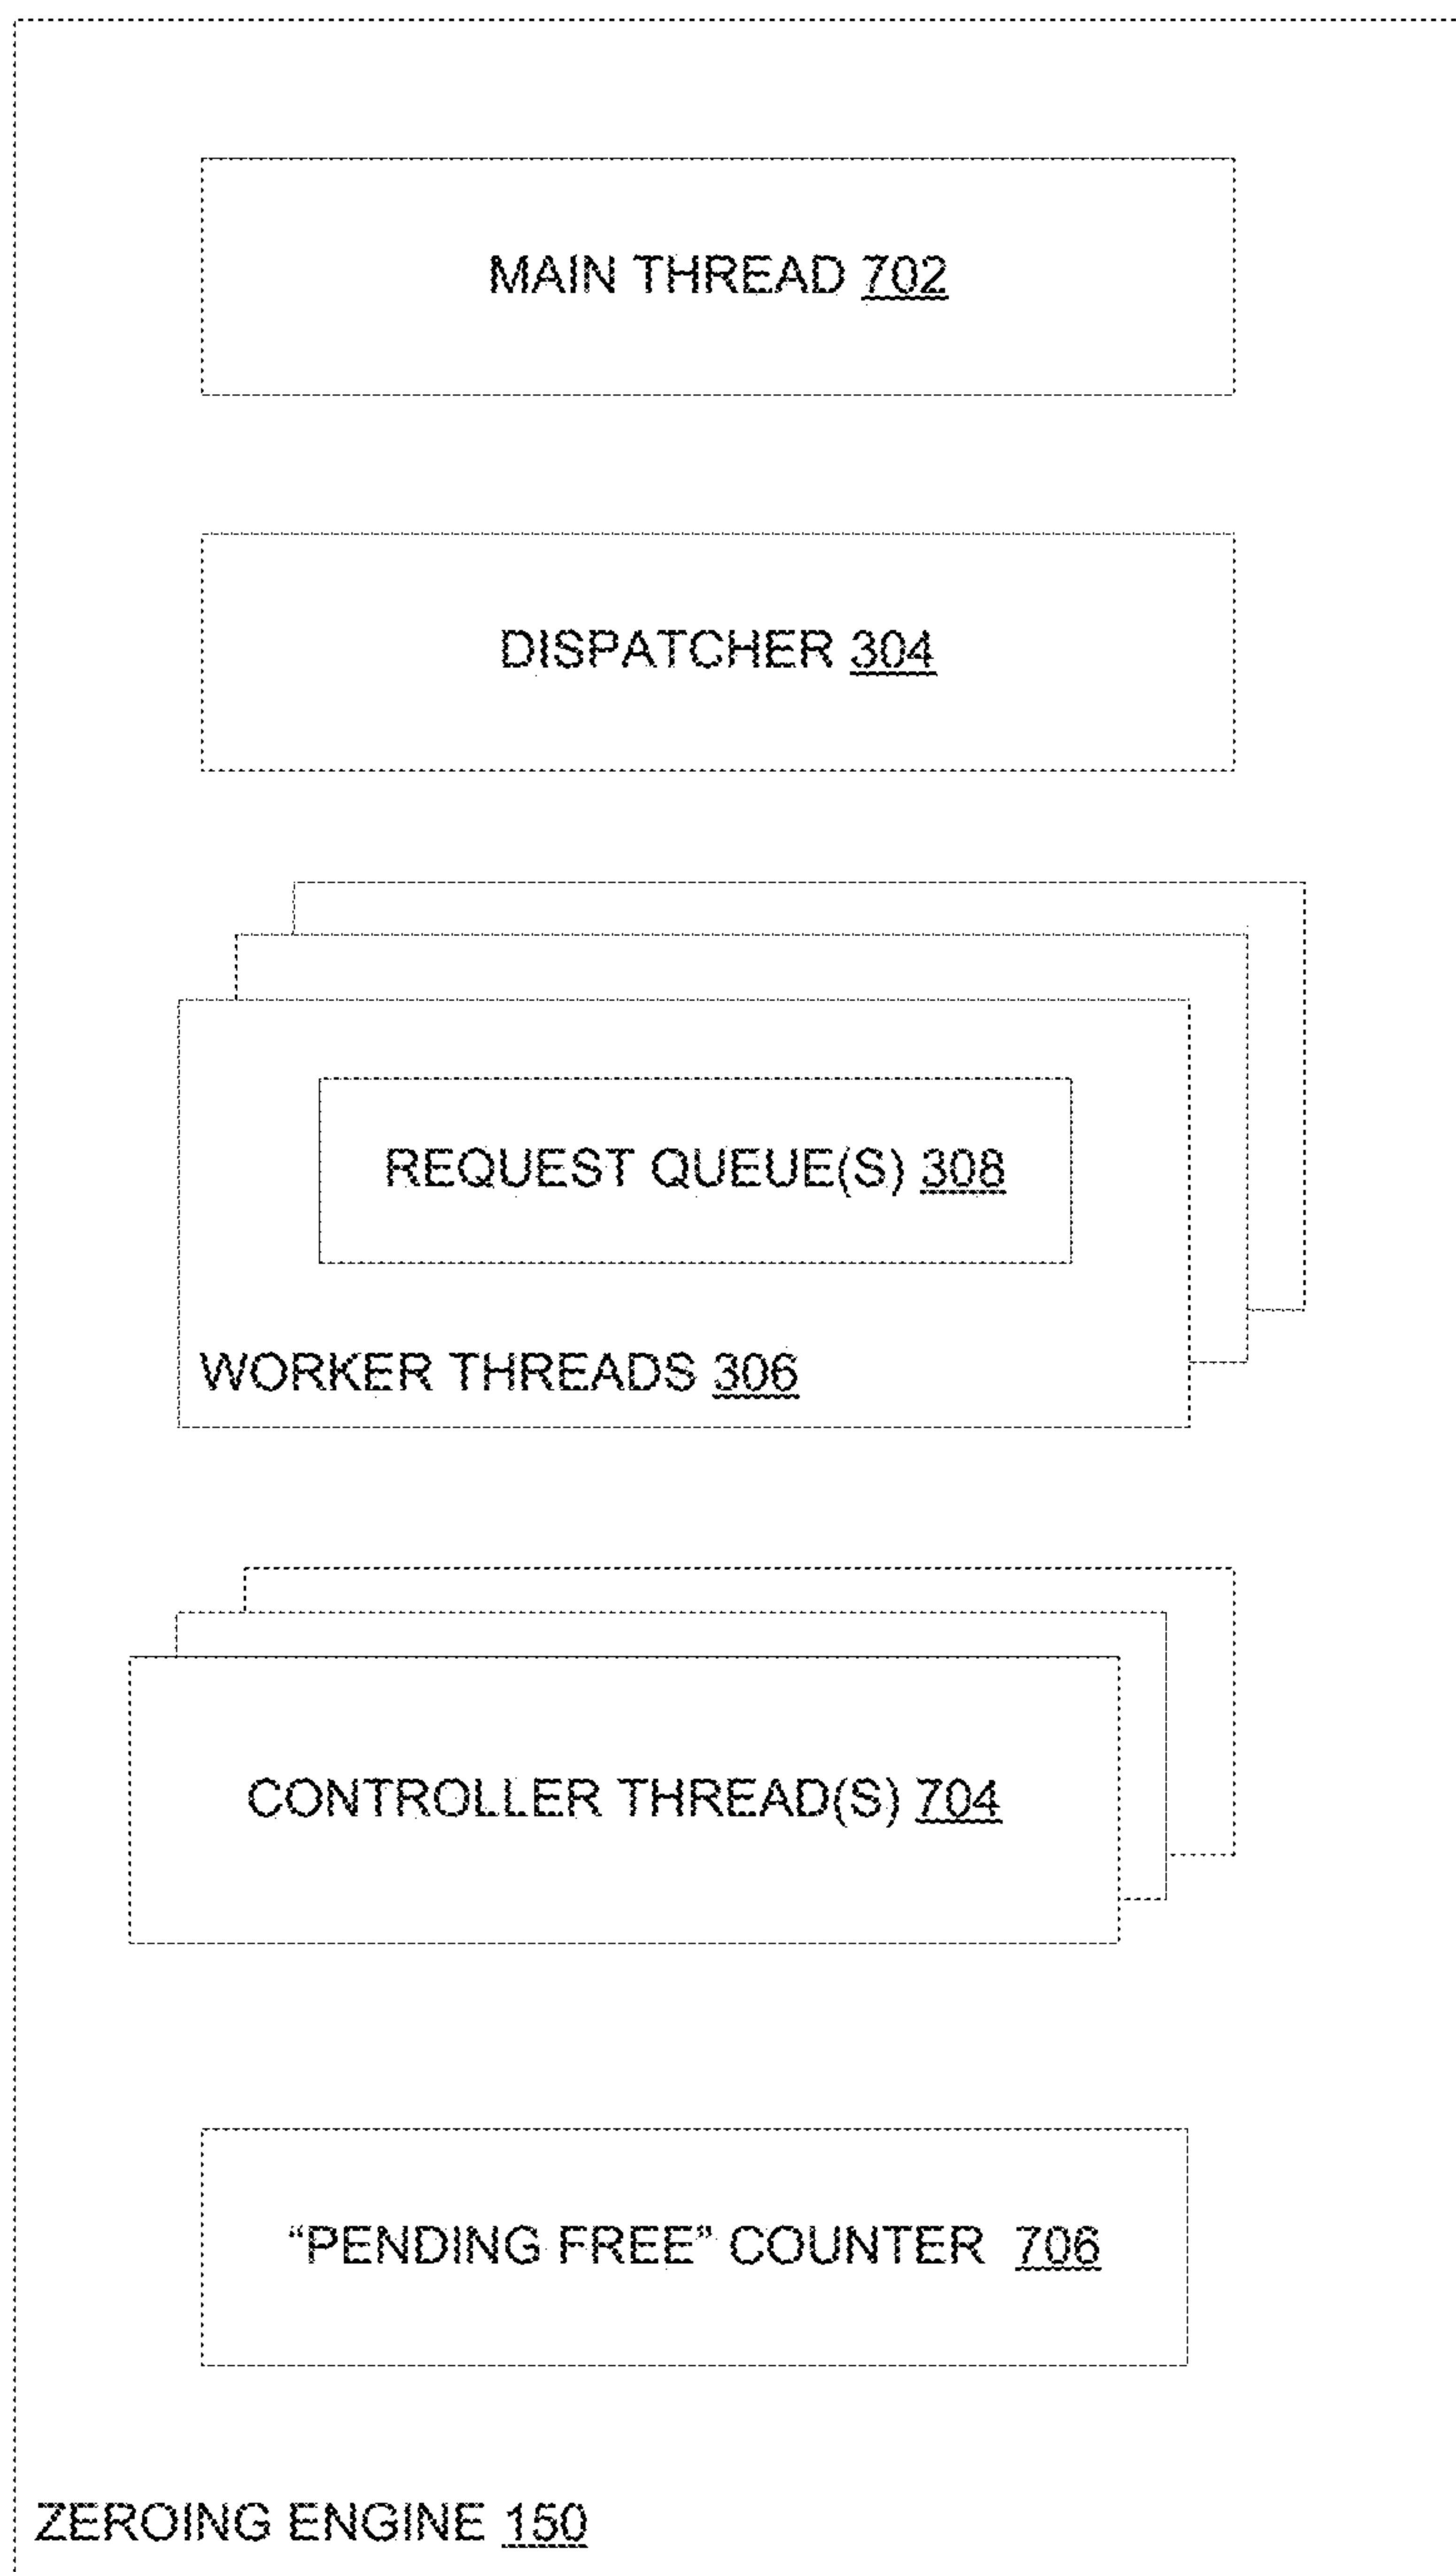 MAIN THREAD 702
DISPATCHER 304
REQUEST QUEUE(S) 308
WORKER THREADS 306
CONTROLLER THREAD(S) 704
“PENDING FREE” COUNTER 706
ZEROING ENGINE 150